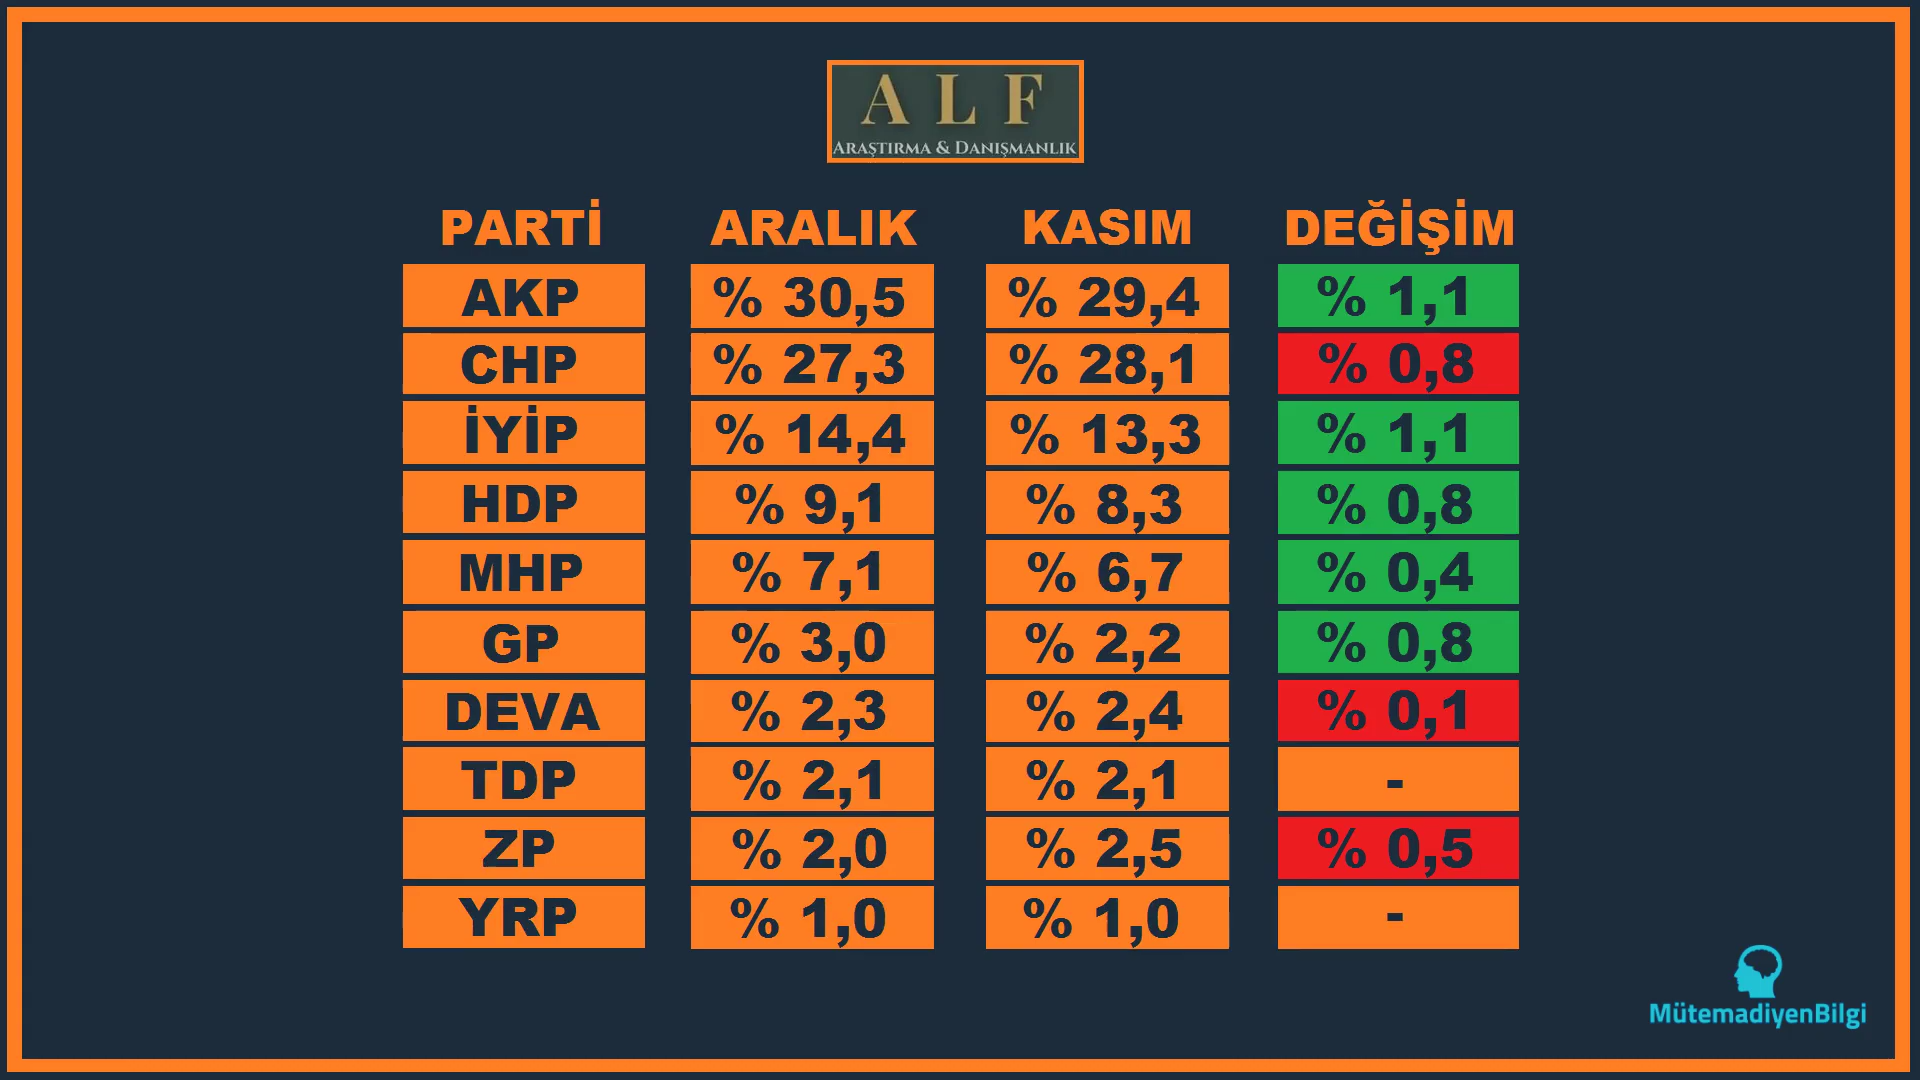 A L F
ARAŞTIRMA & DANIŞMANLIK
PARTİ ARALIK KASIM DEĞİŞİM
AKP % 30,5 % 29,4 % 1,1
CHP % 27,3 % 28,1 % 0,8
İYİP % 14,4 % 13,3 % 1,1
HDP % 9,1 % 8,3 % 0,8
MHP % 7,1 % 6,7 % 0,4
GP % 3,0 % 2,2 % 0,8
DEVA % 2,3 % 2,4 % 0,1
TDP % 2,1 % 2,1 -
ZP % 2,0 % 2,5 % 0,5
YRP % 1,0 % 1,0 -
MütemadiyenBilgi